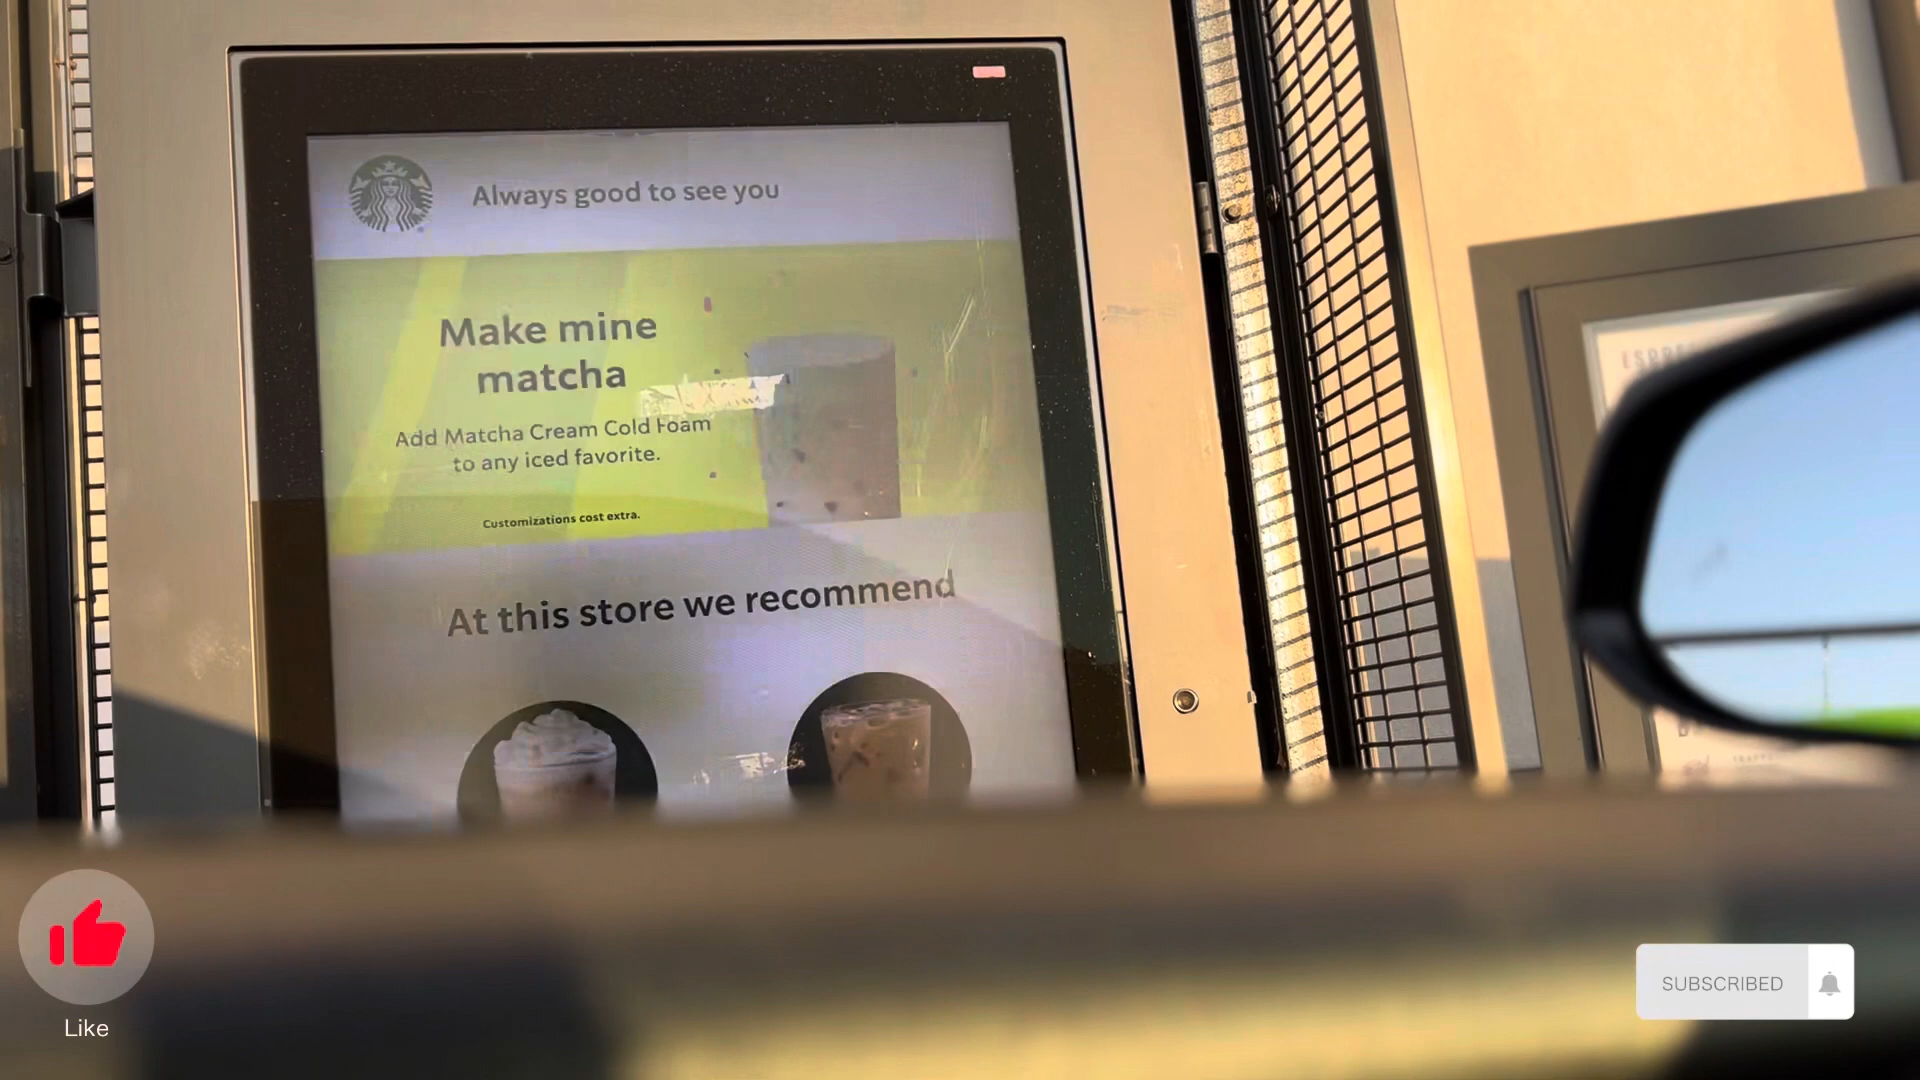 Always good to see you
Make mine
matcha
Add Matcha Cream Cold Foam
to any iced favorite.
Customizations cost extra.
At this store we recommend
Like
SUBSCRIBED